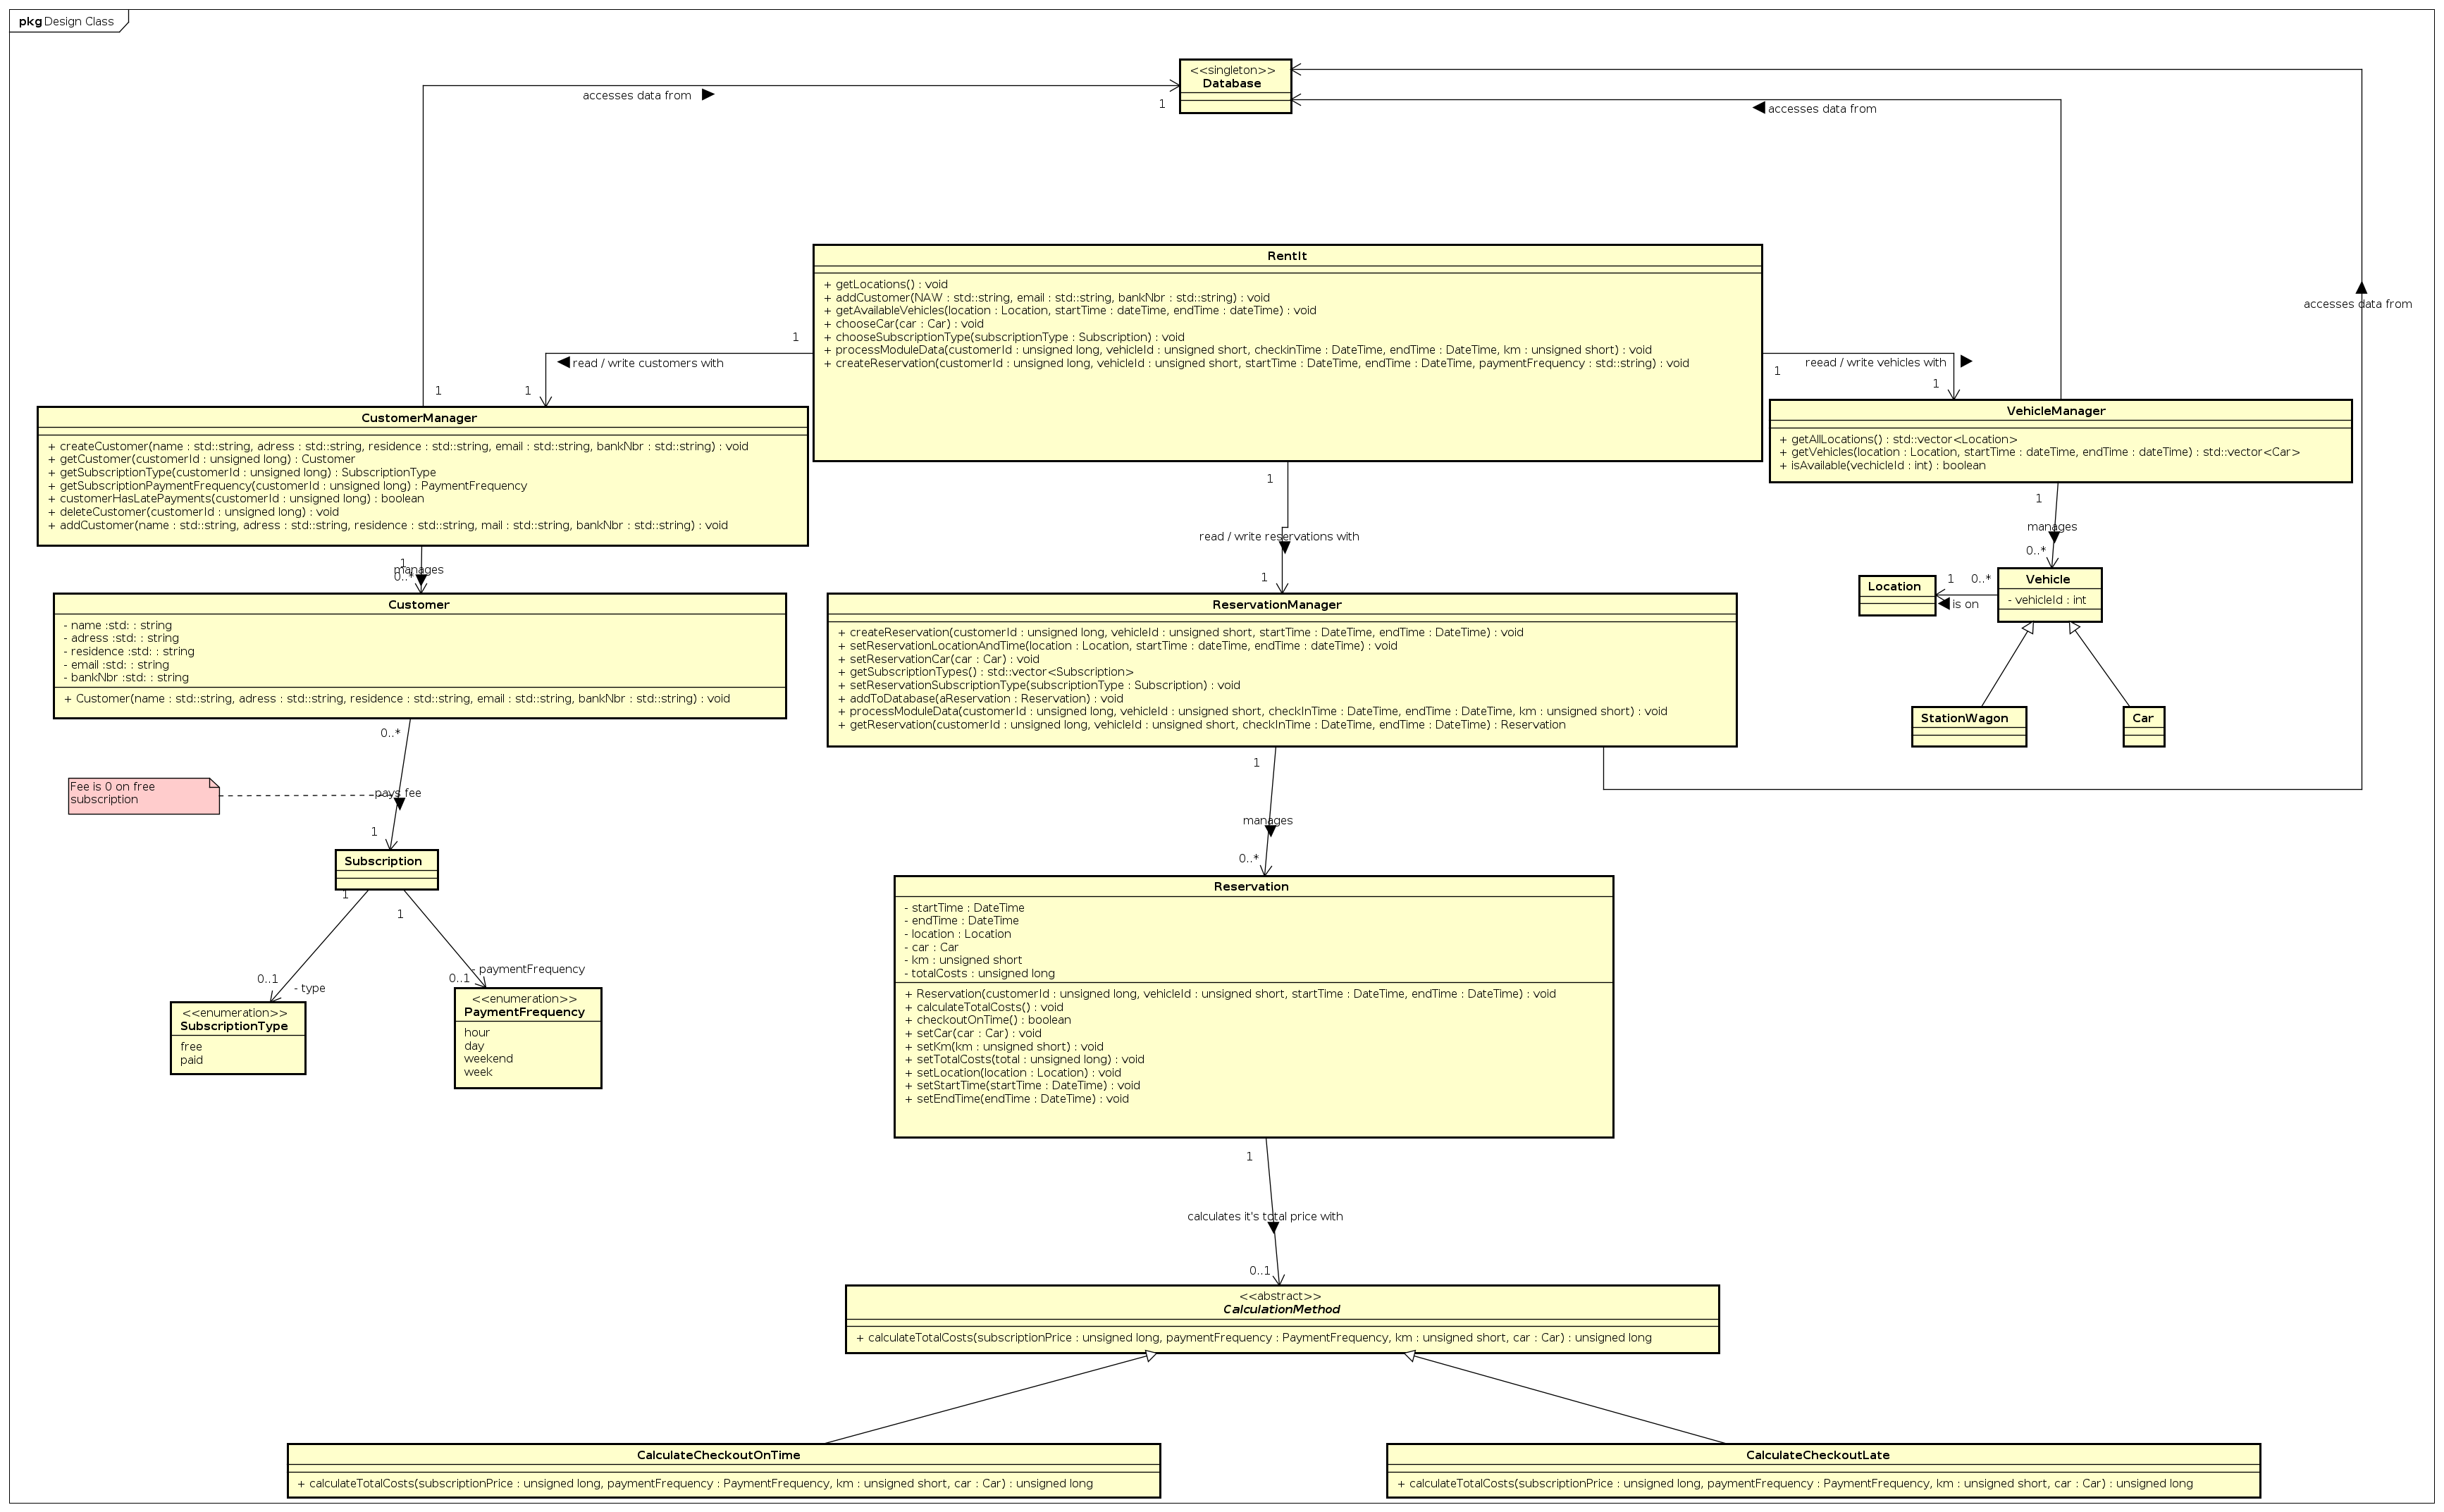 pkg Design Class
<<singleton>>
Database
accesses data from
1
accesses data from
accesses data from
RentIt
+ getLocations() : void
+ addCustomer(NAW : std::string, email : std::string, bankNbr : std::string) : void
+ getAvailableVehicles(location : Location, startTime : dateTime, endTime : dateTime) : void
+ chooseCar(car : Car) : void
+ chooseSubscriptionType(subscriptionType : Subscription) : void
+ processModuleData(customerId : unsigned long, vehicleId : unsigned short, checkinTime : DateTime, endTime : DateTime, km : unsigned short) : void
+ createReservation(customerId : unsigned long, vehicleId : unsigned short, startTime : DateTime, endTime : DateTime, paymentFrequency : std::string) : void
1
read / write customers with
1
1
reead / write vehicles with
1
1
CustomerManager
+ createCustomer(name : std::string, adress : std::string, residence : std::string, email : std::string, bankNbr : std::string) : void
+ getCustomer(customerId : unsigned long) : Customer
+ getSubscriptionType(customerId : unsigned long) : SubscriptionType
+ getSubscriptionPaymentFrequency(customerId : unsigned long) : PaymentFrequency
+ customerHasLatePayments(customerId : unsigned long) : boolean
+ deleteCustomer(customerId : unsigned long) : void
+ addCustomer(name : std::string, adress : std::string, residence : std::string, mail : std::string, bankNbr : std::string) : void
VehicleManager
+ getAllLocations() : std::vector<Location>
+ getVehicles(location : Location, startTime : dateTime, endTime : dateTime) : std::vector<Car>
+ isAvailable(vechicleId : int) : boolean
1
manages
0..*
1
read / write reservations with
1
1
manages
0..*
Customer
- name :std: : string
- adress :std: : string
- residence :std: : string
- email :std: : string
- bankNbr :std: : string
+ Customer(name : std::string, adress : std::string, residence : std::string, email : std::string, bankNbr : std::string) : void
ReservationManager
+ createReservation(customerId : unsigned long, vehicleId : unsigned short, startTime : DateTime, endTime : DateTime) : void
+ setReservationLocationAndTime(location : Location, startTime : dateTime, endTime : dateTime) : void
+ setReservationCar(car : Car) : void
+ getSubscriptionTypes() : std::vector<Subscription>
+ setReservationSubscriptionType(subscriptionType : Subscription) : void
+ addToDatabase(aReservation : Reservation) : void
+ processModuleData(customerId : unsigned long, vehicleId : unsigned short, checkInTime : DateTime, endTime : DateTime, km : unsigned short) : void
+ getReservation(customerId : unsigned long, vehicleId : unsigned short, checkInTime : DateTime, endTime : DateTime) : Reservation
Location
1
0..*
is on
Vehicle
- vehicleId : int
StationWagon
Car
0..*
Fee is 0 on free
subscription
pays fee
1
Subscription
1
1
0..1
- type
0..1
- paymentFrequency
<<enumeration>>
SubscriptionType
free
paid
<<enumeration>>
PaymentFrequency
hour
day
weekend
week
1
manages
0..*
Reservation
- startTime : DateTime
- endTime : DateTime
- location : Location
- car : Car
- km : unsigned short
- totalCosts : unsigned long
+ Reservation(customerId : unsigned long, vehicleId : unsigned short, startTime : DateTime, endTime : DateTime) : void
+ calculateTotalCosts() : void
+ checkoutOnTime() : boolean
+ setCar(car : Car) : void
+ setKm(km : unsigned short) : void
+ setTotalCosts(total : unsigned long) : void
+ setLocation(location : Location) : void
+ setStartTime(startTime : DateTime) : void
+ setEndTime(endTime : DateTime) : void
1
calculates it's total price with
0..1
<<abstract>>
CalculationMethod
+ calculateTotalCosts(subscriptionPrice : unsigned long, paymentFrequency : PaymentFrequency, km : unsigned short, car : Car) : unsigned long
CalculateCheckoutOnTime
+ calculateTotalCosts(subscriptionPrice : unsigned long, paymentFrequency : PaymentFrequency, km : unsigned short, car : Car) : unsigned long
CalculateCheckoutLate
+ calculateTotalCosts(subscriptionPrice : unsigned long, paymentFrequency : PaymentFrequency, km : unsigned short, car : Car) : unsigned long